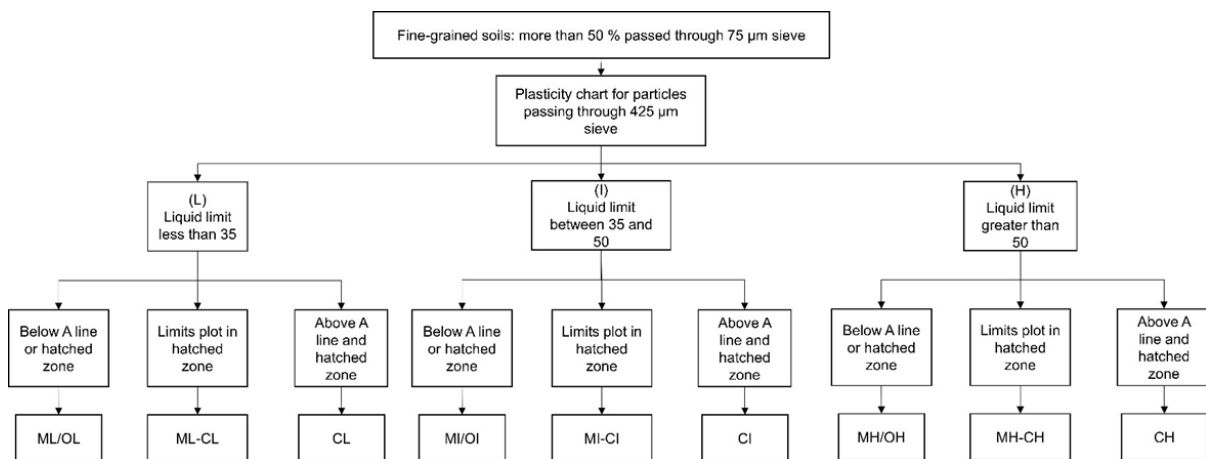 Fine-grained soils: more than 50 % passed through 75 µm sieve
Plasticity chart for particles
passing through 425 µm
sieve
(L)
Liquid limit
less than 35
(I)
Liquid limit
between 35 and
50
(H)
Liquid limit
greater than
50
Below A line
or hatched
zone
Limits plot in
hatched
zone
Above A
line and
hatched
zone
Below A line
or hatched
zone
Limits plot in
hatched
zone
Above A
line and
hatched
zone
Below A line
or hatched
zone
Limits plot in
hatched
zone
Above A
line and
hatched
zone
ML/OL
ML-CL
CL
MI/OI
MI-CI
CI
MH/OH
MH-CH
CH